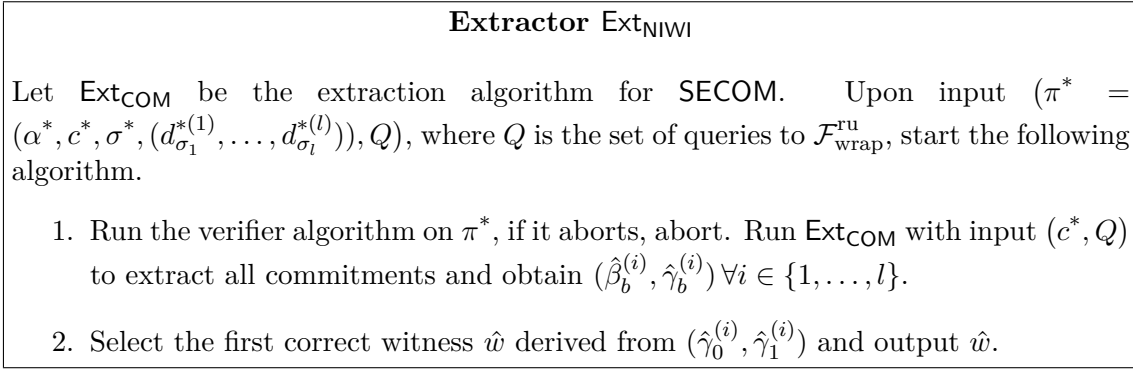 Extractor Ext_NIWI
Let Ext_COM be the extraction algorithm for SECOM. Upon input (π* =
(α*, c*, σ*, (d*^(1)_σ₁, . . . , d*^(l)_σ_l)), Q), where Q is the set of queries to F^ru_wrap, start the following
algorithm.
1. Run the verifier algorithm on π*, if it aborts, abort. Run Ext_COM with input (c*, Q)
to extract all commitments and obtain (β̂_b^(i), γ̂_b^(i)) ∀i ∈ {1, . . . , l}.
2. Select the first correct witness ŵ derived from (γ̂_0^(i), γ̂_1^(i)) and output ŵ.